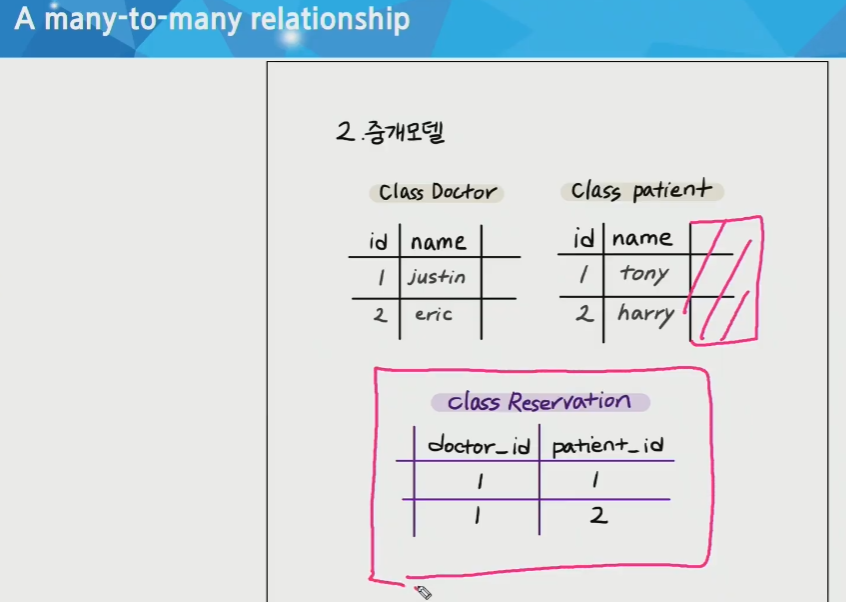 A many-to-many relationship
2.중개모델
Class Doctor
id name
1 justin
2 eric
Class patient
id name
1 tony
2 harry
Class Reservation
doctor_id patient_id
1 1
1 2